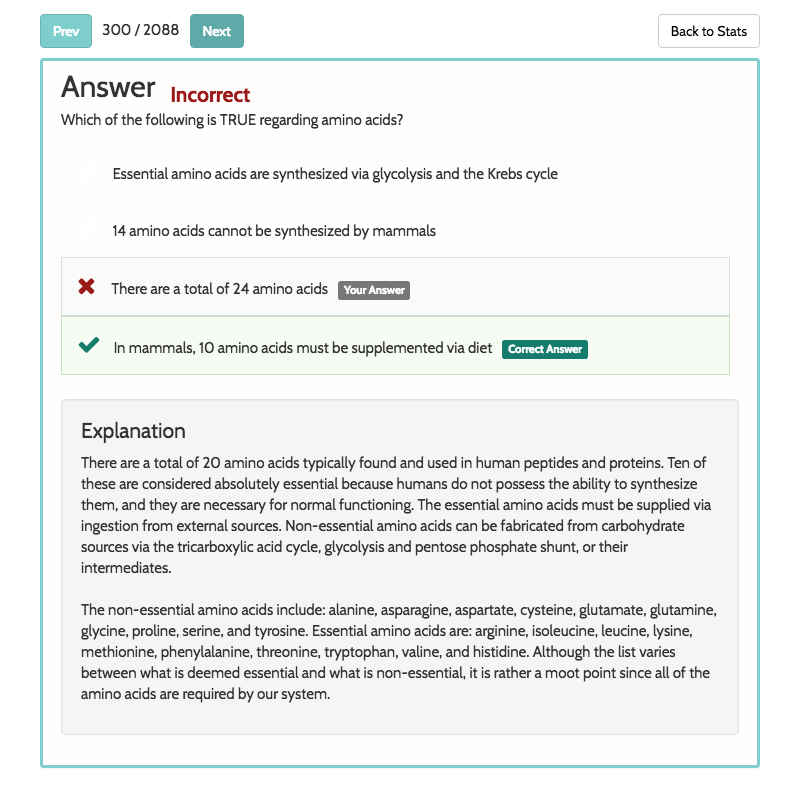 Prev 300 / 2088 Next Back to Stats
Answer Incorrect
Which of the following is TRUE regarding amino acids?
Essential amino acids are synthesized via glycolysis and the Krebs cycle
14 amino acids cannot be synthesized by mammals
There are a total of 24 amino acids Your Answer
In mammals, 10 amino acids must be supplemented via diet Correct Answer
Explanation
There are a total of 20 amino acids typically found and used in human peptides and proteins. Ten of
these are considered absolutely essential because humans do not possess the ability to synthesize
them, and they are necessary for normal functioning. The essential amino acids must be supplied via
ingestion from external sources. Non-essential amino acids can be fabricated from carbohydrate
sources via the tricarboxylic acid cycle, glycolysis and pentose phosphate shunt, or their
intermediates.
The non-essential amino acids include: alanine, asparagine, aspartate, cysteine, glutamate, glutamine,
glycine, proline, serine, and tyrosine. Essential amino acids are: arginine, isoleucine, leucine, lysine,
methionine, phenylalanine, threonine, tryptophan, valine, and histidine. Although the list varies
between what is deemed essential and what is non-essential, it is rather a moot point since all of the
amino acids are required by our system.